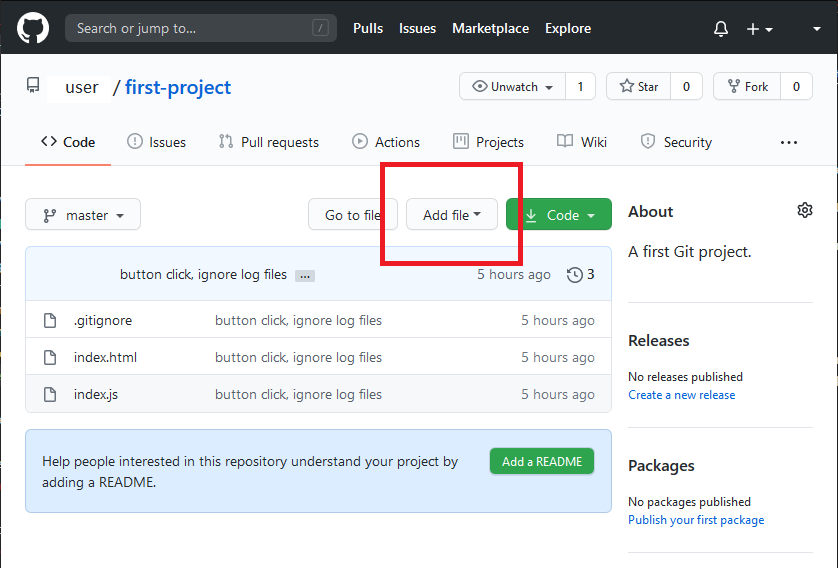 Search or jump to... / Pulls Issues Marketplace Explore
user / first-project Unwatch 1 Star 0 Fork 0
Code Issues Pull requests Actions Projects Wiki Security ...
master Go to file Add file Code
About
A first Git project.
button click, ignore log files ... 5 hours ago 3
.gitignore button click, ignore log files 5 hours ago
index.html button click, ignore log files 5 hours ago
index.js button click, ignore log files 5 hours ago
Help people interested in this repository understand your project by
adding a README.
Add a README
Releases
No releases published
Create a new release
Packages
No packages published
Publish your first package